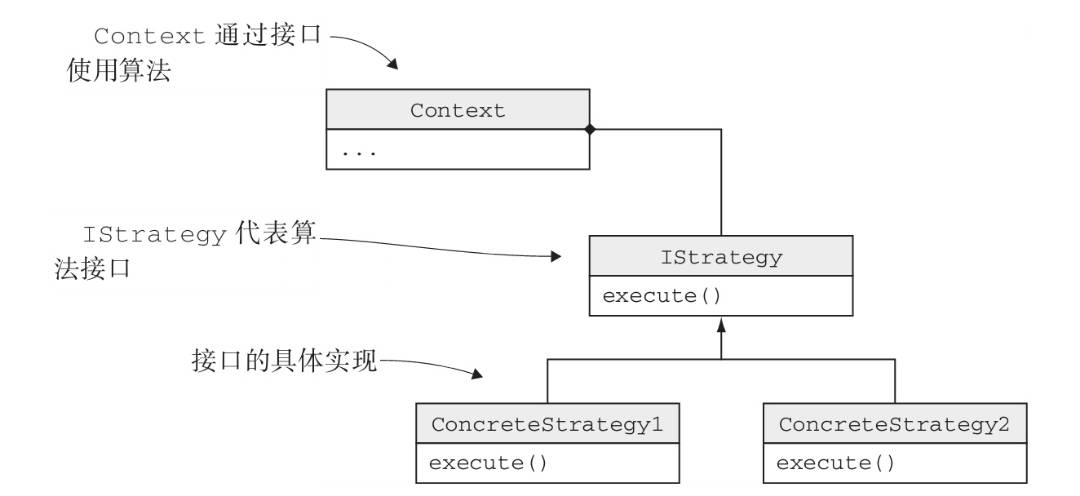 Context 通过接口
使用算法
Context
...
IStrategy 代表算
法接口
IStrategy
execute()
接口的具体实现
ConcreteStrategy1
execute()
ConcreteStrategy2
execute()